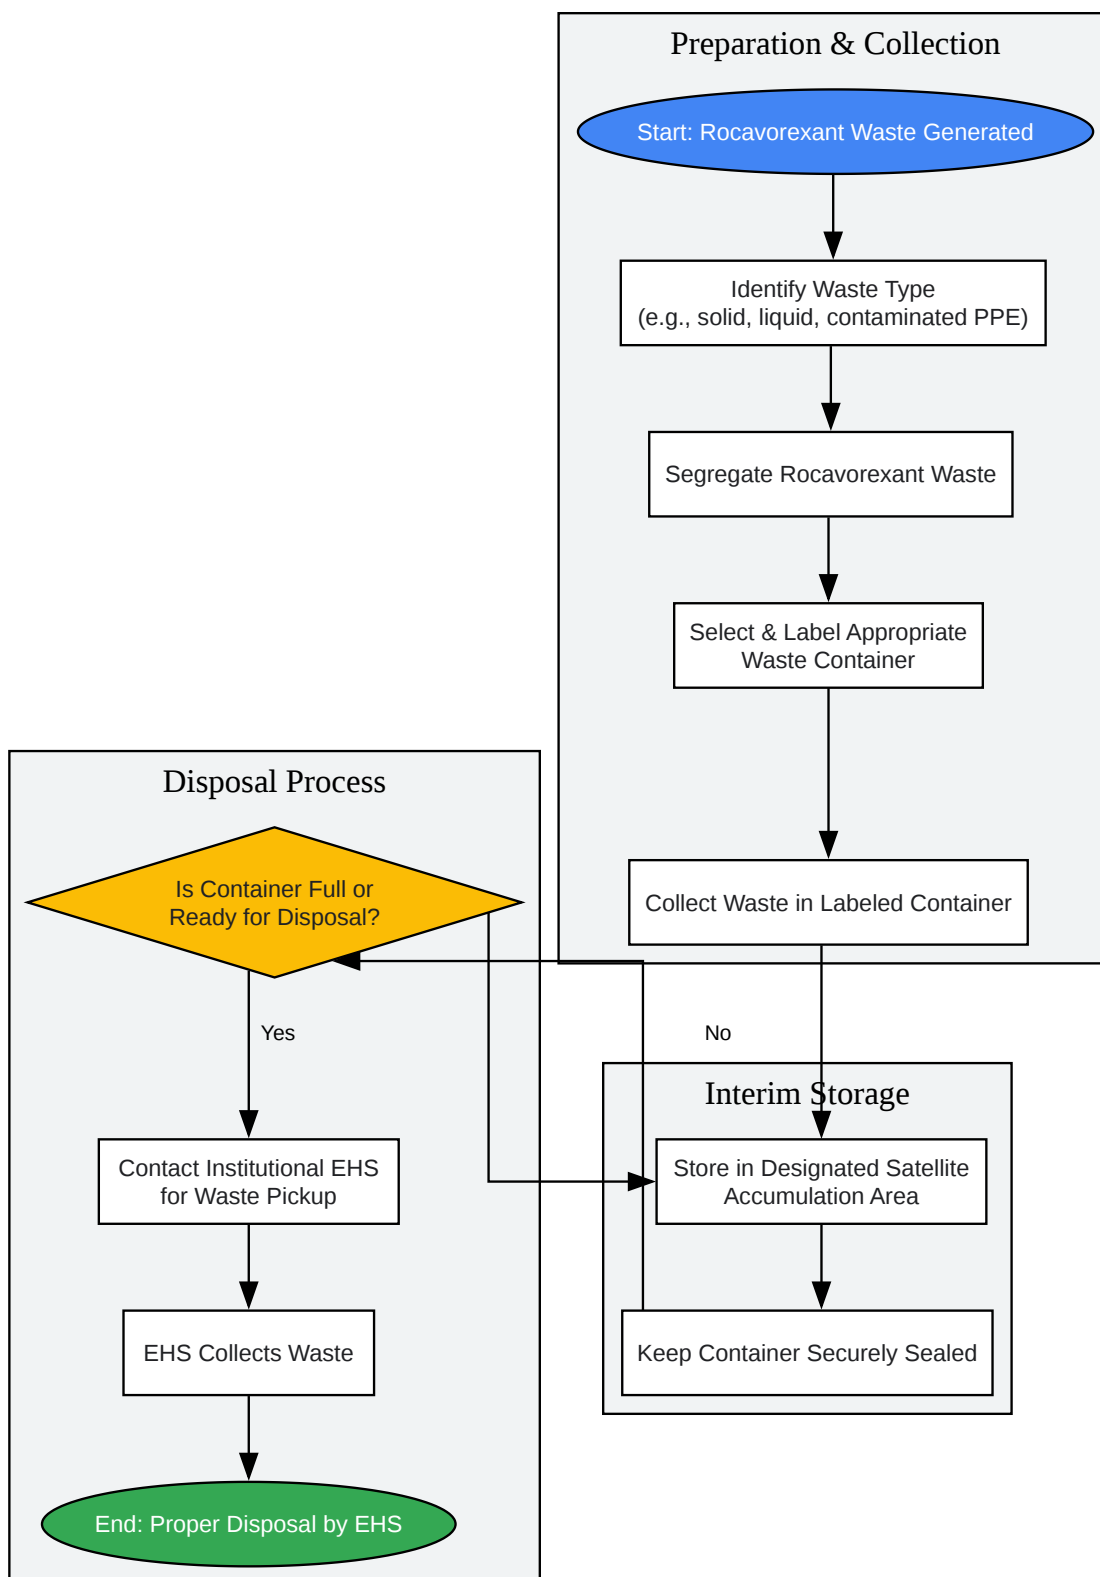 Preparation & Collection
Start: Rocavorexant Waste Generated
Identify Waste Type
(e.g., solid, liquid, contaminated PPE)
Segregate Rocavorexant Waste
Select & Label Appropriate
Waste Container
Collect Waste in Labeled Container
Disposal Process
Is Container Full or
Ready for Disposal?
Yes
No
Interim Storage
Store in Designated Satellite
Accumulation Area
Keep Container Securely Sealed
Contact Institutional EHS
for Waste Pickup
EHS Collects Waste
End: Proper Disposal by EHS